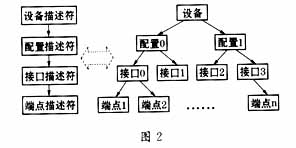 设备描述符
设备
配置描述符
配置0
配置1
接口描述符
接口0
接口1
接口2
接口3
端点描述符
端点1
端点2
……
端点n
图 2